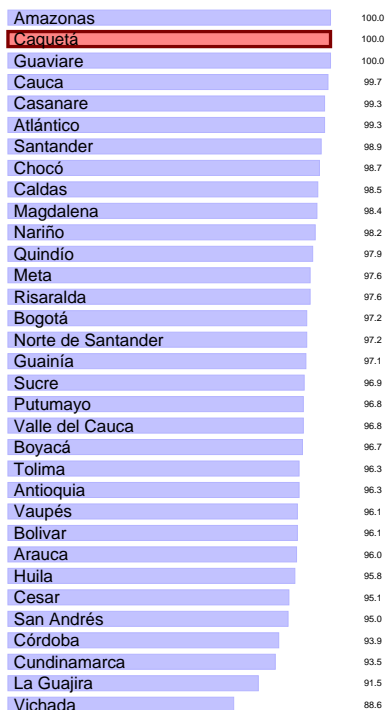 Amazonas 100.0
Caquetá 100.0
Guaviare 100.0
Cauca 99.7
Casanare 99.3
Atlántico 99.3
Santander 98.9
Chocó 98.7
Caldas 98.5
Magdalena 98.4
Nariño 98.2
Quindío 97.9
Meta 97.6
Risaralda 97.6
Bogotá 97.2
Norte de Santander 97.2
Guainía 97.1
Sucre 96.9
Putumayo 96.8
Valle del Cauca 96.8
Boyacá 96.7
Tolima 96.3
Antioquia 96.3
Vaupés 96.1
Bolivar 96.1
Arauca 96.0
Huila 95.8
Cesar 95.1
San Andrés 95.0
Córdoba 93.9
Cundinamarca 93.5
La Guajira 91.5
Vichada 88.6